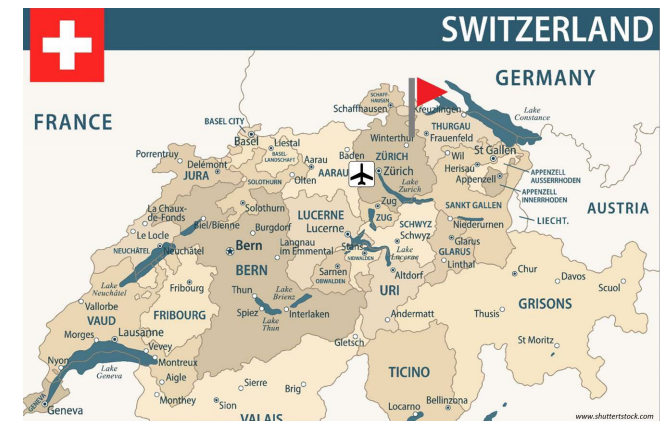 SWITZERLAND
GERMANY
FRANCE
SCHAFF-
HAUSEN
Schaffhausen
Kreuzlingen
Lake
Constance
BASEL CITY
Basel
Liestal
BASEL
LANDSCHAFT
Winterthur
THURGAU
Frauenfeld
Porrentruy
Delémont
JURA
Aarau
Baden
ZÜRICH
Zürich
Wil
St Gallen
Herisau
Appenzell
APPENZELL
AUSSERRHODEN
APPENZELL
INNERRHODEN
SOLOTHURN
Olten
AARAU
Lake
Zurich
SANKT GALLEN
AUSTRIA
LIECHT.
La Chaux-
de-Fonds
Solothurn
Zug
ZUG
Le Locle
Biel/Bienne
Burgdorf
LUCERNE
Lucerne
SCHWYZ
Schwyz
Niederurnen
Glarus
GLARUS
Linthal
NEUCHÂTEL
Neuchâtel
Bern
BERN
Langnau
im Emmental
Stans
NIDWALDEN
Lake
Lucerne
Sarnen
OBWALDEN
Altdorf
URI
Chur
Davos
Scuol
Lake
Neuchâtel
Fribourg
Thun
Lake
Brienz
GRISONS
Vallorbe
VAUD
FRIBOURG
Spiez
Lake
Thun
Interlaken
Andermatt
Thusis
Morges
Lausanne
Gletsch
St Moritz
Nyon
Vevey
Montreux
Lake
Geneva
Aigle
TICINO
Sierre
Brig
GENEVA
Geneva
Monthey
Sion
VALAIS
Locarno
Bellinzona
www.shuttertstock.com